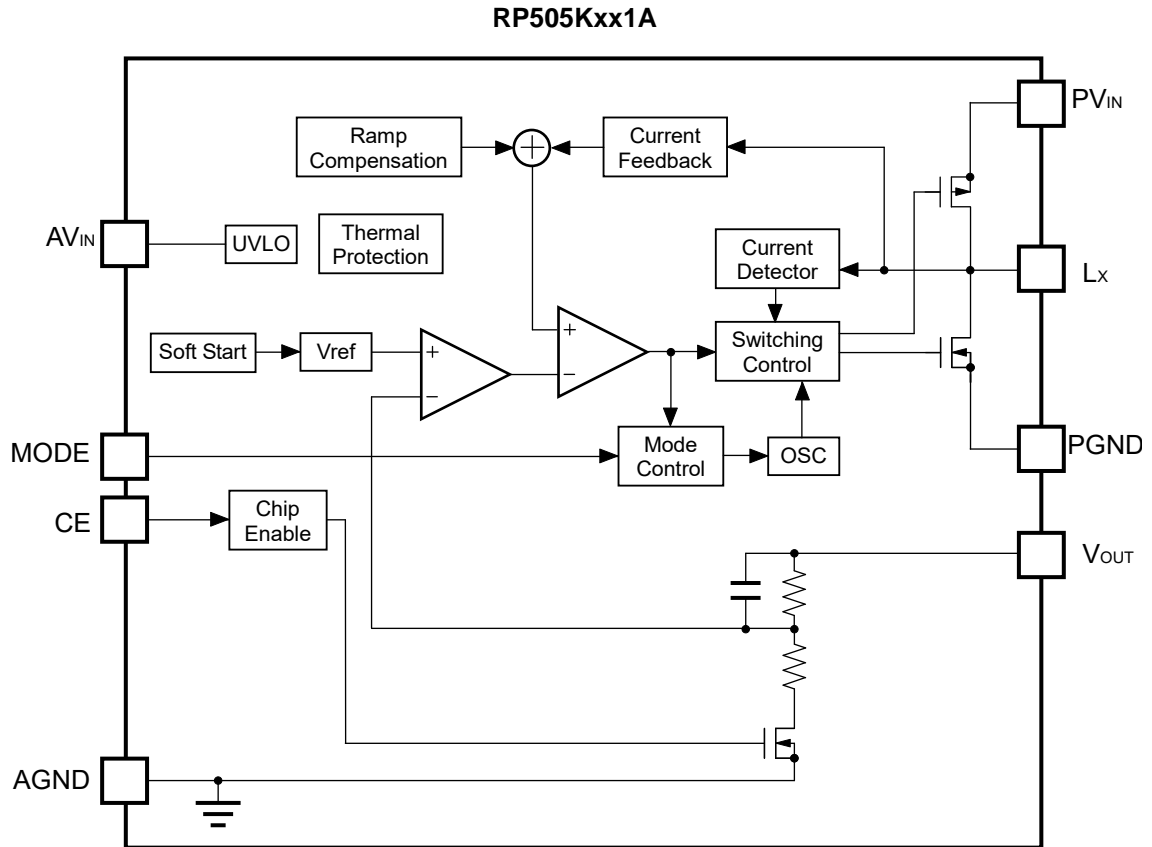 RP505Kxx1A
PVIN
Ramp
Compensation
Current
Feedback
AVIN
UVLO
Thermal
Protection
Current
Detector
LX
Soft Start
Vref
+
−
+
−
Switching
Control
MODE
Mode
Control
OSC
PGND
CE
Chip
Enable
VOUT
AGND